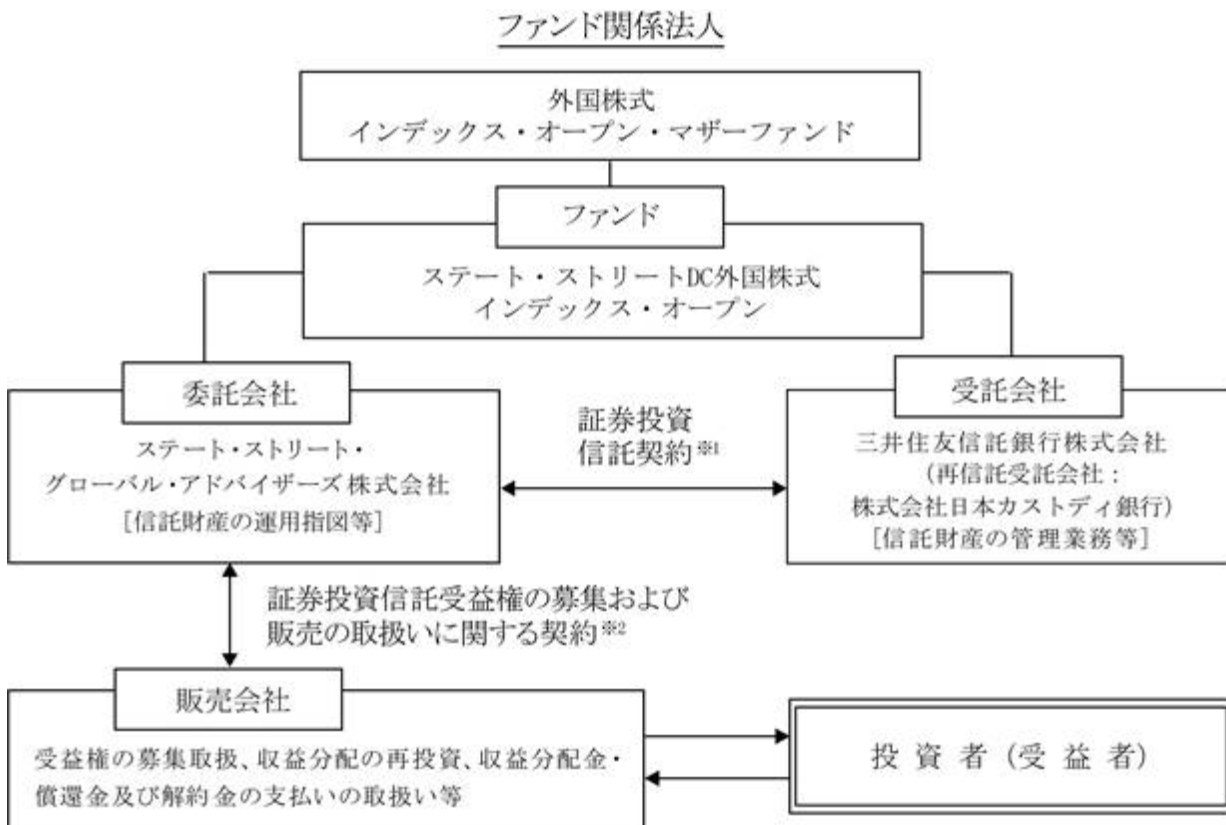 ファンド関係法人
外国株式
インデックス・オープン・マザーファンド
ファンド
ステート・ストリートDC外国株式
インデックス・オープン
委託会社
ステート・ストリート・
グローバル・アドバイザーズ株式会社
[信託財産の運用指図等]
証券投資
信託契約※1
受託会社
三井住友信託銀行株式会社
(再信託受託会社:
株式会社日本カストディ銀行)
[信託財産の管理業務等]
証券投資信託受益権の募集および
販売の取扱いに関する契約※2
販売会社
受益権の募集取扱、収益分配の再投資、収益分配金・
償還金及び解約金の支払いの取扱い等
投資者(受益者)